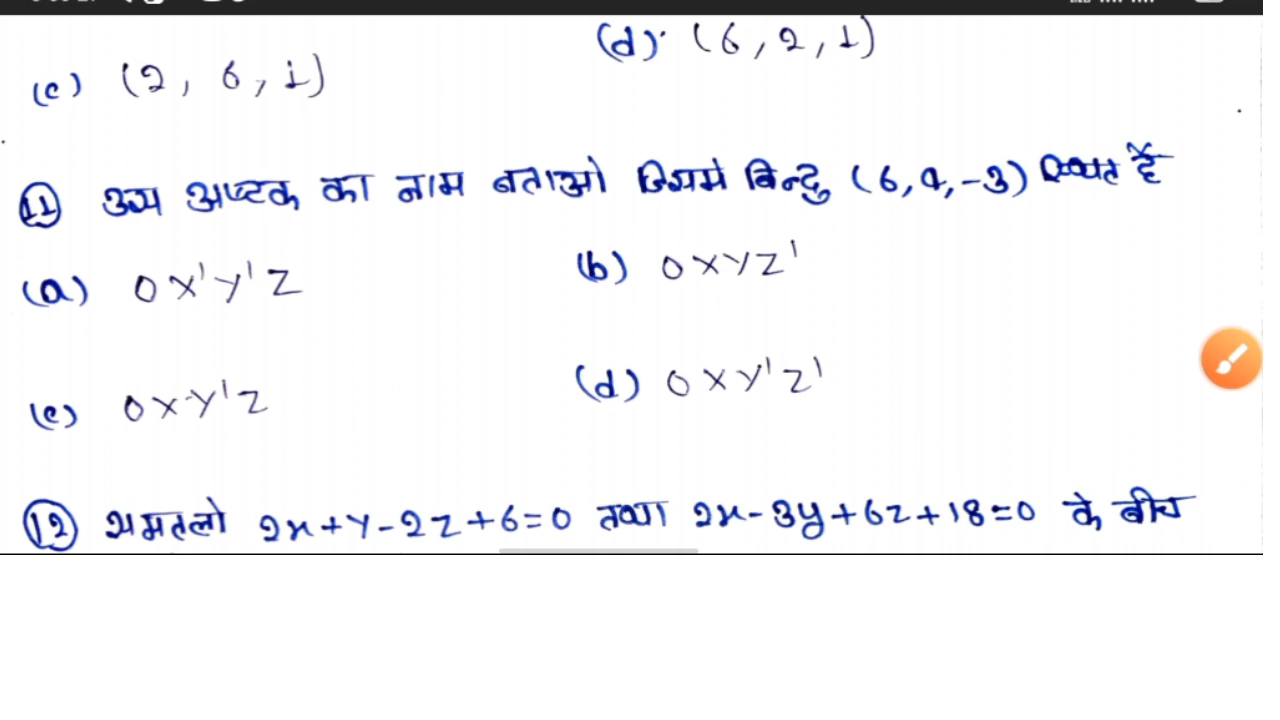 (d) (6, 2, 1)
(c) (2, 6, 1)
(11) उस अष्टक का नाम बताओ जिसमे बिन्दु (6, 4, -3) स्थित है
(a) OX'Y'Z
(b) OXYZ'
(c) OXY'Z
(d) OXY'Z'
(12) समतलो 2x+y-2z+6=0 तथा 2x-3y+6z+18=0 के बीच